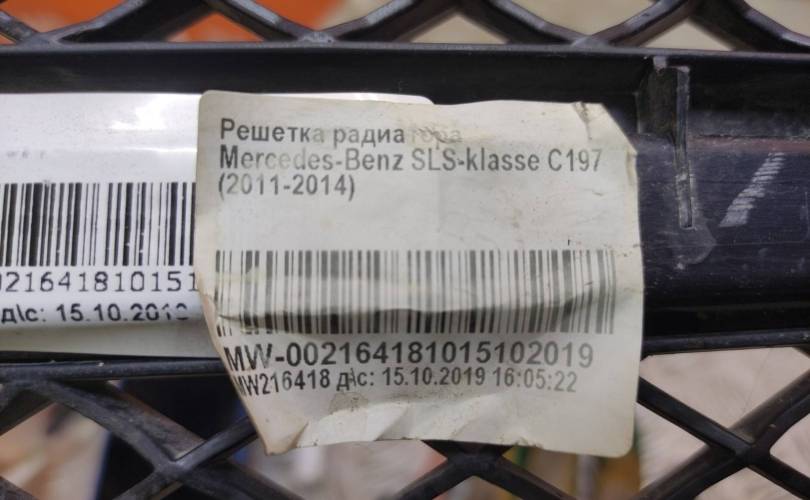 Решетка радиатора
Mercedes-Benz SLS-klasse C197
(2011-2014)
MW-002164181015102019
MW216418 д\с: 15.10.2019 16:05:22
021641810151
д\с: 15.10.2019